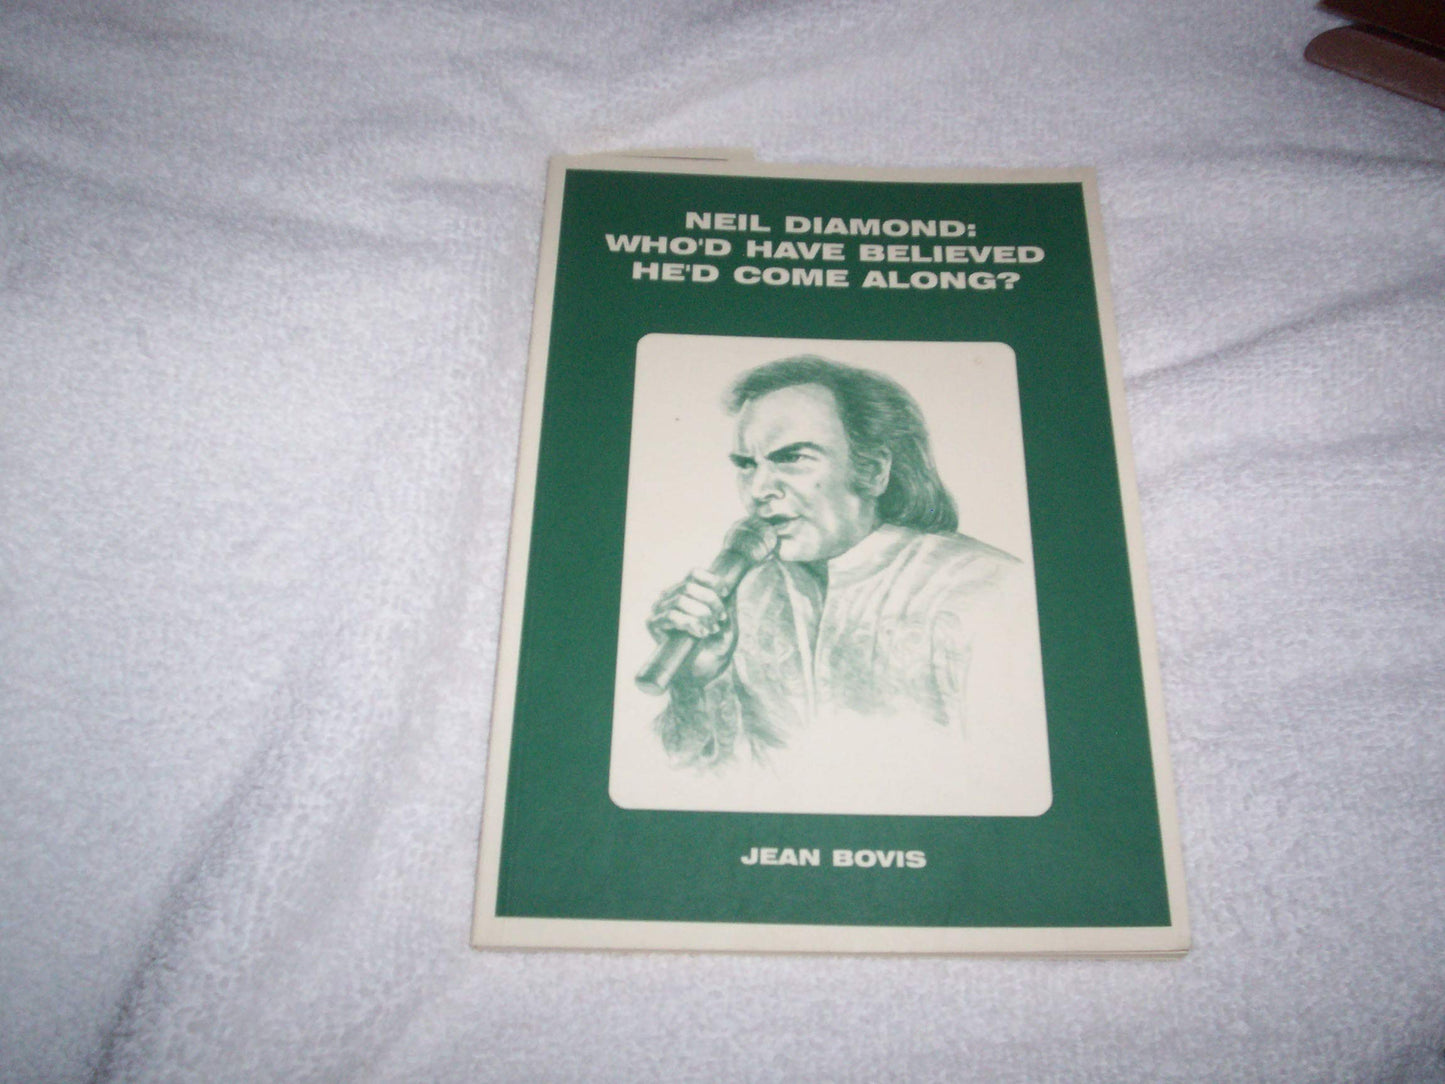 NEIL DIAMOND:
WHO'D HAVE BELIEVED
HE'D COME ALONG?
JEAN BOVIS